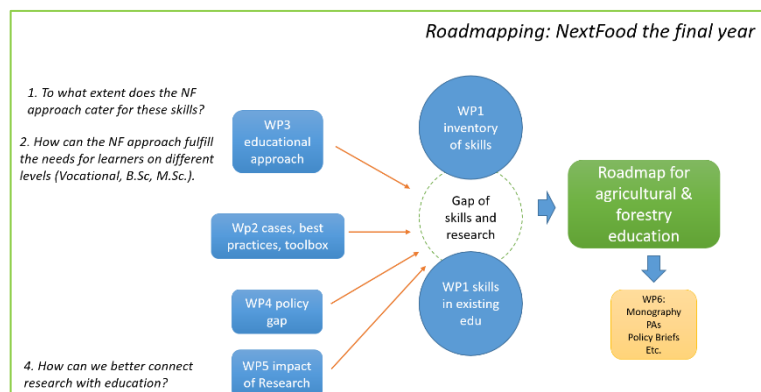 Roadmapping: NextFood the final year
1. To what extent does the NF
approach cater for these skills?
2. How can the NF approach fulfill
the needs for learners on different
levels (Vocational, B.Sc, M.Sc.).
WP3
educational
approach
Wp2 cases, best
practices, toolbox
WP4 policy
gap
WP5 impact
of Research
4. How can we better connect
research with education?
WP1
inventory
of skills
Gap of
skills and
research
WP1 skills
in existing
edu
Roadmap for
agricultural &
forestry
education
WP6:
Monography
PAs
Policy Briefs
Etc.